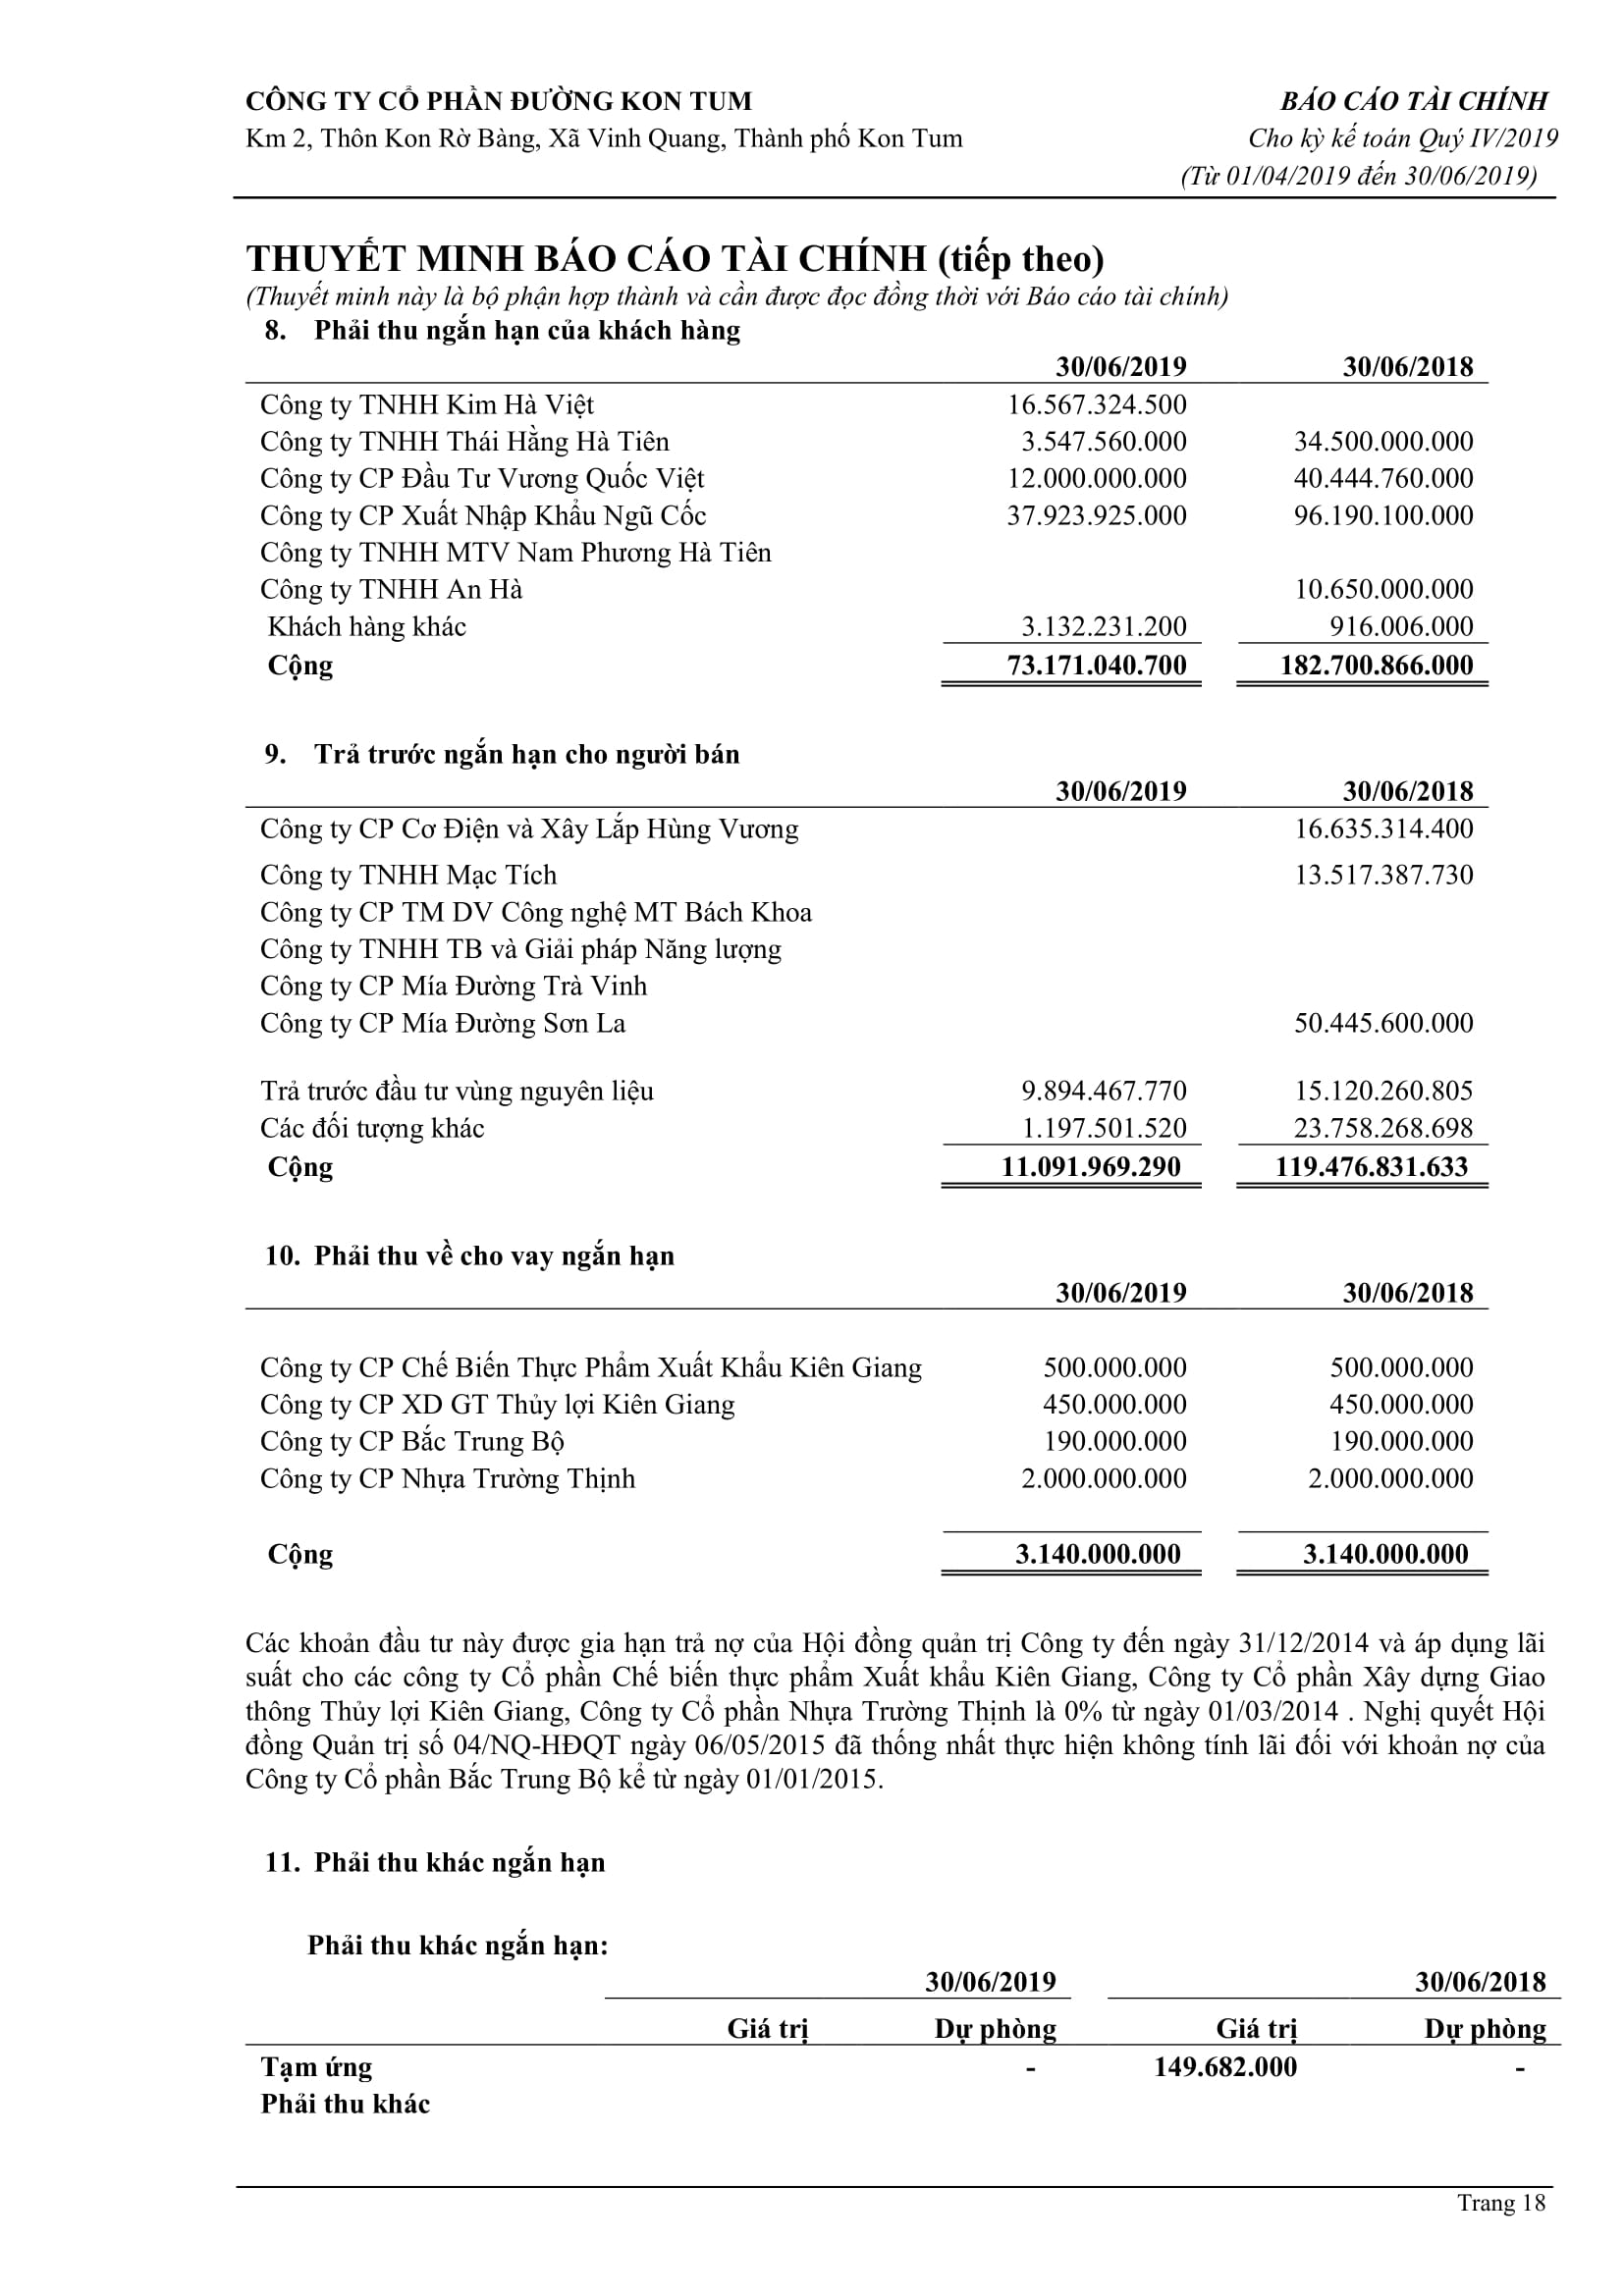 CÔNG TY CỔ PHẦN ĐƯỜNG KON TUM BÁO CÁO TÀI CHÍNH
Km 2, Thôn Kon Rờ Bàng, Xã Vinh Quang, Thành phố Kon Tum Cho kỳ kế toán Quý IV/2019
(Từ 01/04/2019 đến 30/06/2019)
THUYẾT MINH BÁO CÁO TÀI CHÍNH (tiếp theo)
(Thuyết minh này là bộ phận hợp thành và cần được đọc đồng thời với Báo cáo tài chính)
8. Phải thu ngắn hạn của khách hàng
30/06/2019 30/06/2018
Công ty TNHH Kim Hà Việt 16.567.324.500
Công ty TNHH Thái Hằng Hà Tiên 3.547.560.000 34.500.000.000
Công ty CP Đầu Tư Vương Quốc Việt 12.000.000.000 40.444.760.000
Công ty CP Xuất Nhập Khẩu Ngũ Cốc 37.923.925.000 96.190.100.000
Công ty TNHH MTV Nam Phương Hà Tiên
Công ty TNHH An Hà 10.650.000.000
Khách hàng khác 3.132.231.200 916.006.000
Cộng 73.171.040.700 182.700.866.000
9. Trả trước ngắn hạn cho người bán
30/06/2019 30/06/2018
Công ty CP Cơ Điện và Xây Lắp Hùng Vương 16.635.314.400
Công ty TNHH Mạc Tích 13.517.387.730
Công ty CP TM DV Công nghệ MT Bách Khoa
Công ty TNHH TB và Giải pháp Năng lượng
Công ty CP Mía Đường Trà Vinh
Công ty CP Mía Đường Sơn La 50.445.600.000
Trả trước đầu tư vùng nguyên liệu 9.894.467.770 15.120.260.805
Các đối tượng khác 1.197.501.520 23.758.268.698
Cộng 11.091.969.290 119.476.831.633
10. Phải thu về cho vay ngắn hạn
30/06/2019 30/06/2018
Công ty CP Chế Biến Thực Phẩm Xuất Khẩu Kiên Giang 500.000.000 500.000.000
Công ty CP XD GT Thủy lợi Kiên Giang 450.000.000 450.000.000
Công ty CP Bắc Trung Bộ 190.000.000 190.000.000
Công ty CP Nhựa Trường Thịnh 2.000.000.000 2.000.000.000
Cộng 3.140.000.000 3.140.000.000
Các khoản đầu tư này được gia hạn trả nợ của Hội đồng quản trị Công ty đến ngày 31/12/2014 và áp dụng lãi
suất cho các công ty Cổ phần Chế biến thực phẩm Xuất khẩu Kiên Giang, Công ty Cổ phần Xây dựng Giao
thông Thủy lợi Kiên Giang, Công ty Cổ phần Nhựa Trường Thịnh là 0% từ ngày 01/03/2014 . Nghị quyết Hội
đồng Quản trị số 04/NQ-HĐQT ngày 06/05/2015 đã thống nhất thực hiện không tính lãi đối với khoản nợ của
Công ty Cổ phần Bắc Trung Bộ kể từ ngày 01/01/2015.
11. Phải thu khác ngắn hạn
Phải thu khác ngắn hạn:
30/06/2019 30/06/2018
Giá trị Dự phòng Giá trị Dự phòng
Tạm ứng - 149.682.000 -
Phải thu khác
Trang 18